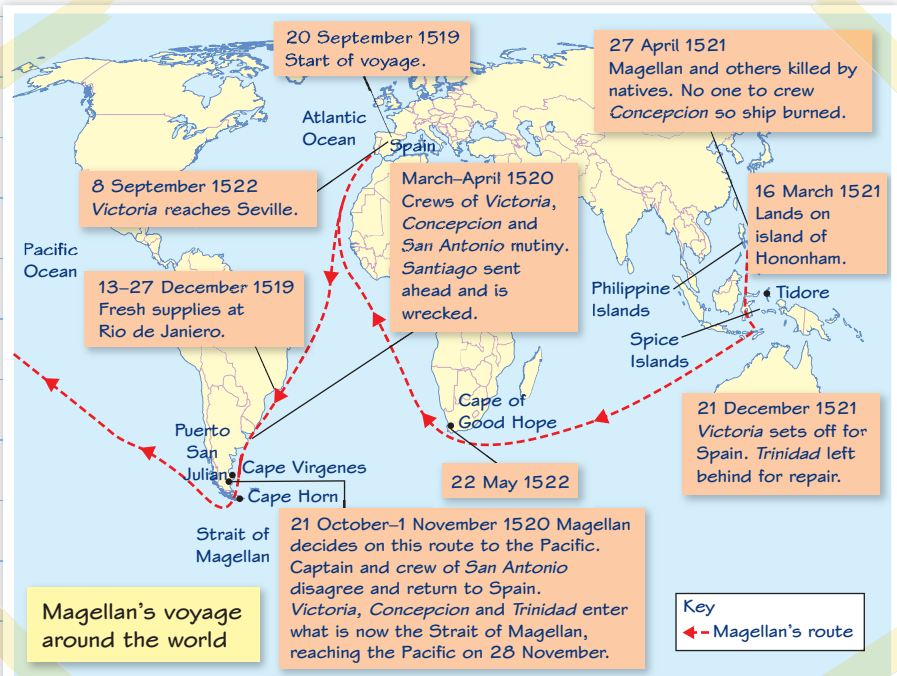 20 September 1519
Start of voyage.
27 April 1521
Magellan and others killed by
natives. No one to crew
Concepcion so ship burned.
Atlantic
Ocean
Spain
8 September 1522
Victoria reaches Seville.
March–April 1520
Crews of Victoria,
Concepcion and
San Antonio mutiny.
Santiago sent
ahead and is
wrecked.
16 March 1521
Lands on
island of
Hononham.
Pacific
Ocean
13–27 December 1519
Fresh supplies at
Rio de Janiero.
Philippine
Islands
Tidore
Spice
Islands
Cape of
Good Hope
21 December 1521
Victoria sets off for
Spain. Trinidad left
behind for repair.
Puerto
San
Julian
Cape Virgenes
Cape Horn
22 May 1522
Strait of
Magellan
21 October–1 November 1520 Magellan
decides on this route to the Pacific.
Captain and crew of San Antonio
disagree and return to Spain.
Victoria, Concepcion and Trinidad enter
what is now the Strait of Magellan,
reaching the Pacific on 28 November.
Magellan's voyage
around the world
Key
Magellan's route